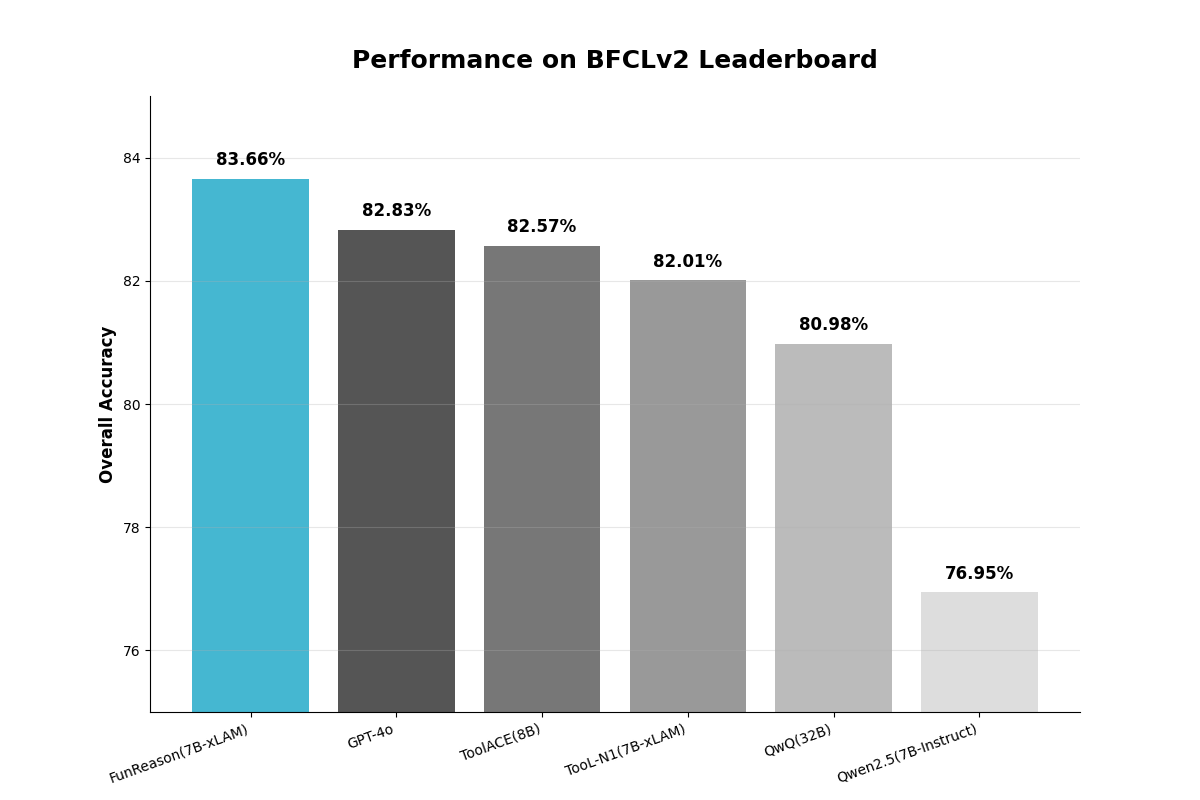 Performance on BFCLv2 Leaderboard
Overall Accuracy
84
82
80
78
76
83.66%
82.83%
82.57%
82.01%
80.98%
76.95%
FunReason(7B-xLAM)
GPT-4o
ToolACE(8B)
TooL-N1(7B-xLAM)
QwQ(32B)
Qwen2.5(7B-Instruct)